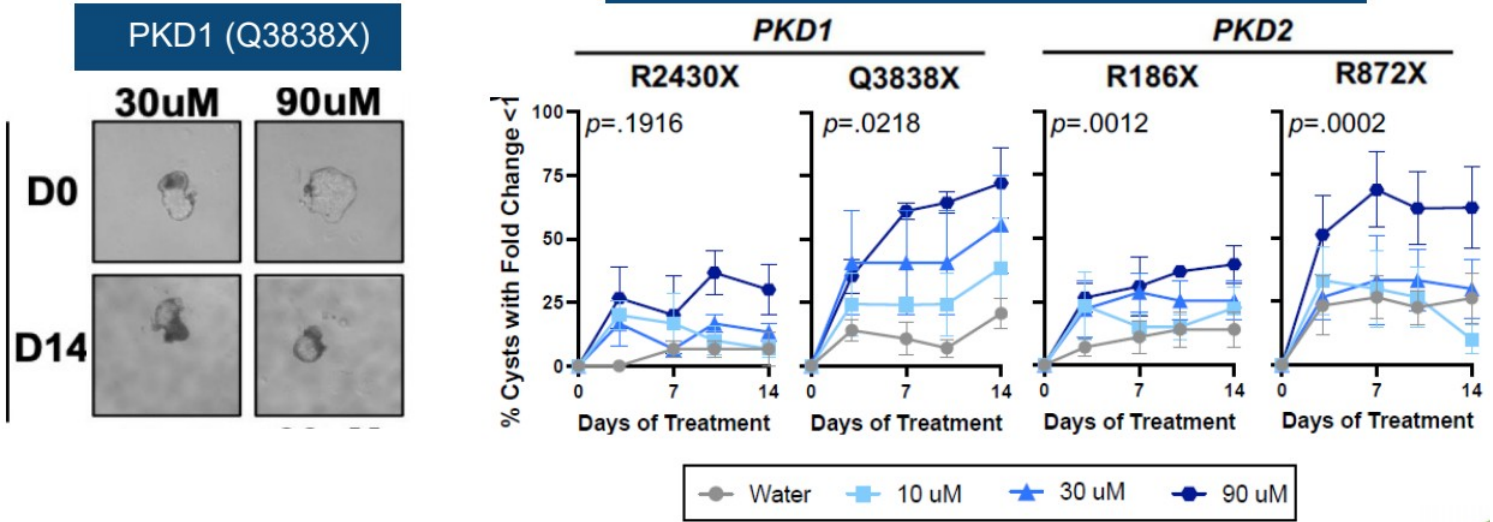 PKD1 (Q3838X)
30uM 90uM
D0
D14
PKD1 PKD2
R2430X Q3838X R186X R872X
% Cysts with Fold Change <1
100
75
50
25
0
p=.1916 p=.0218 p=.0012 p=.0002
0 7 14 0 7 14 0 7 14 0 7 14
Days of Treatment Days of Treatment Days of Treatment Days of Treatment
Water 10 uM 30 uM 90 uM